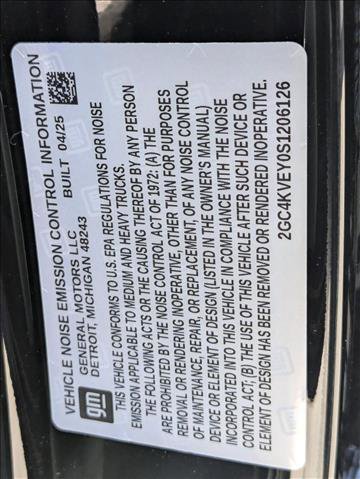 gm
VEHICLE NOISE EMISSION CONTROL INFORMATION
GENERAL MOTORS LLC BUILT 04/25
DETROIT, MICHIGAN 48243
THIS VEHICLE CONFORMS TO U.S. EPA REGULATIONS FOR NOISE
EMISSION APPLICABLE TO MEDIUM AND HEAVY TRUCKS.
THE FOLLOWING ACTS OR THE CAUSING THEREOF BY ANY PERSON
ARE PROHIBITED BY THE NOISE CONTROL ACT OF 1972: (A) THE
REMOVAL OR RENDERING INOPERATIVE, OTHER THAN FOR PURPOSES
OF MAINTENANCE, REPAIR, OR REPLACEMENT, OF ANY NOISE CONTROL
DEVICE OR ELEMENT OF DESIGN (LISTED IN THE OWNER'S MANUAL)
INCORPORATED INTO THIS VEHICLE IN COMPLIANCE WITH THE NOISE
CONTROL ACT; (B) THE USE OF THIS VEHICLE AFTER SUCH DEVICE OR
ELEMENT OF DESIGN HAS BEEN REMOVED OR RENDERED INOPERATIVE.
2GC4KVEY0S1206126